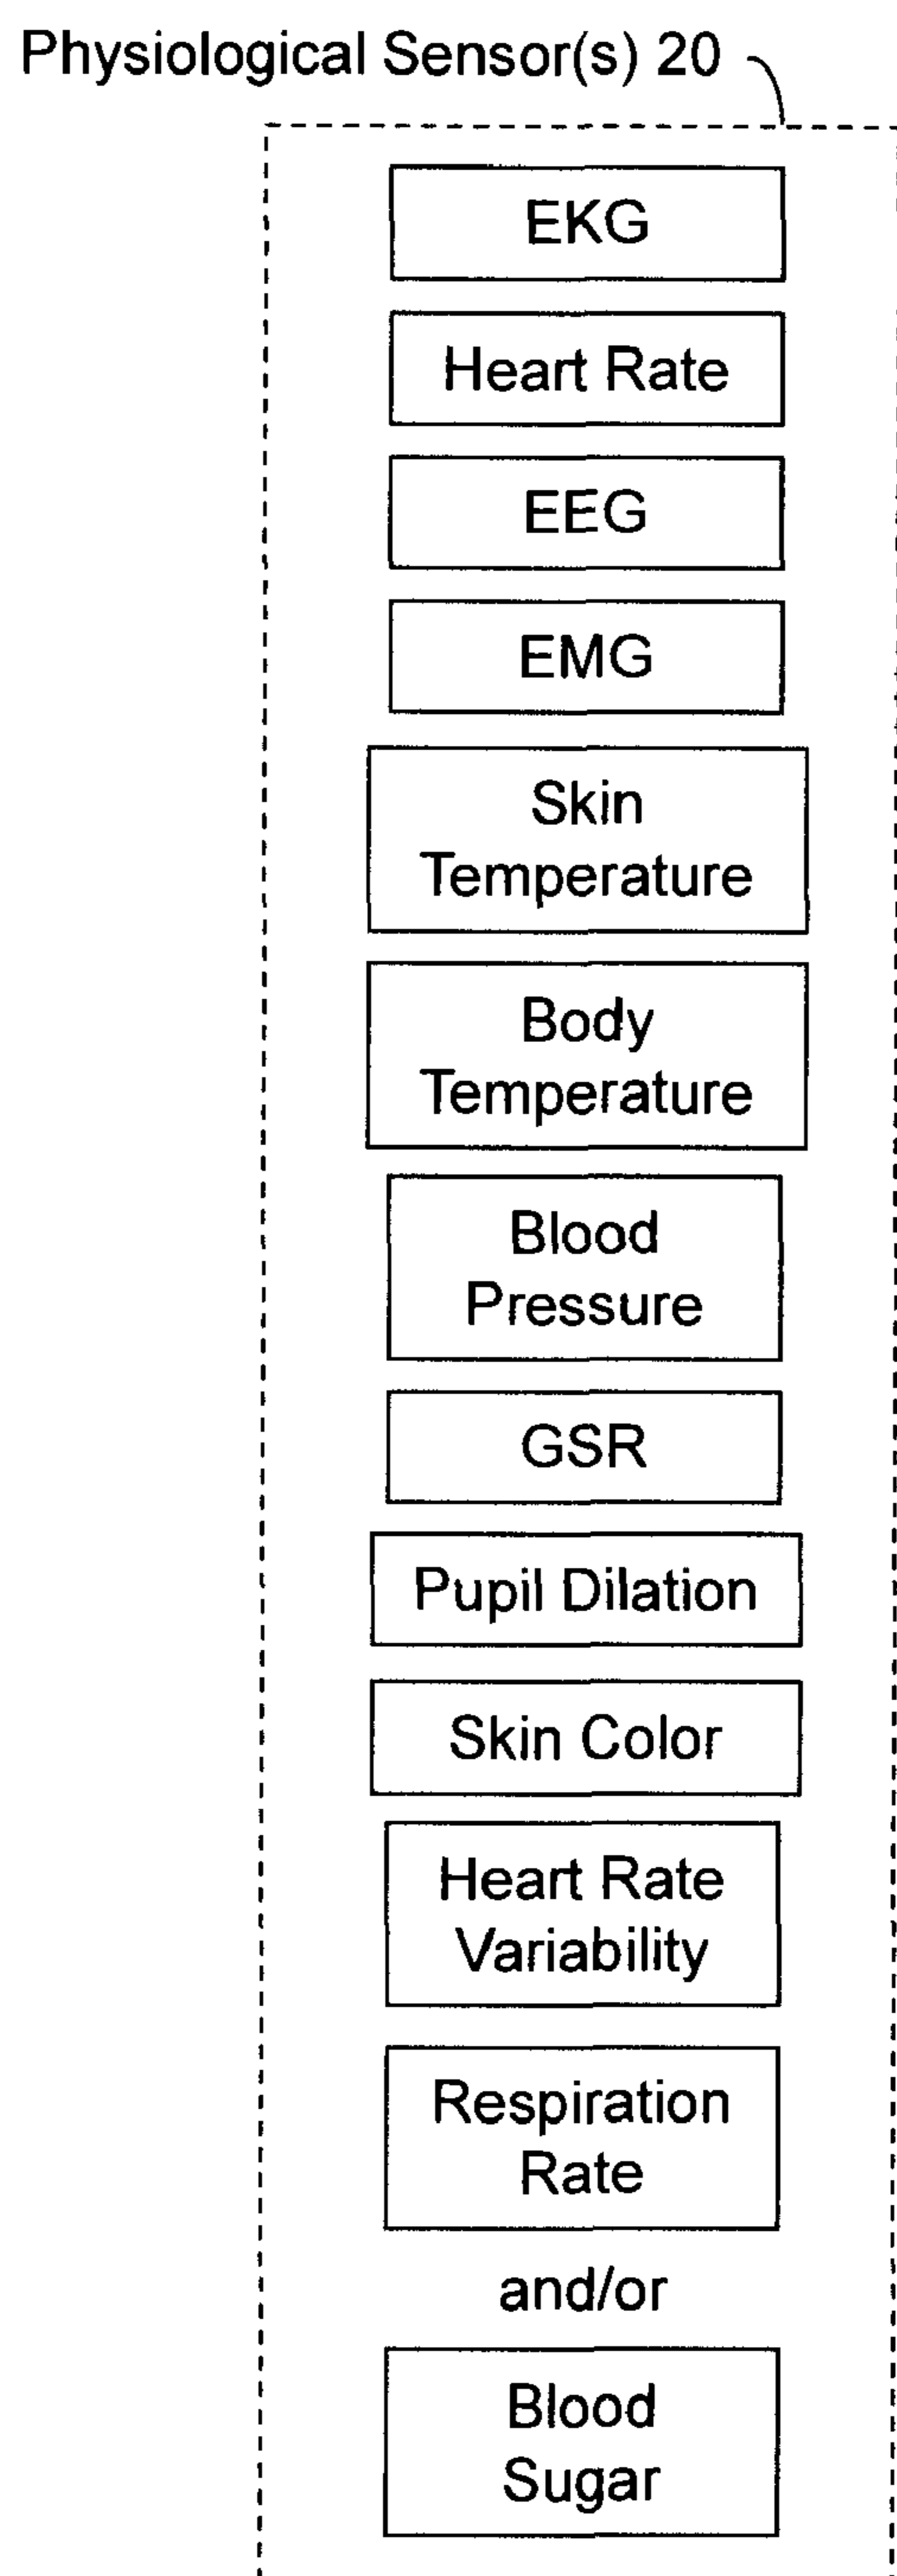 Physiological Sensor(s) 20
EKG
Heart Rate
EEG
EMG
Skin
Temperature
Body
Temperature
Blood
Pressure
GSR
Pupil Dilation
Skin Color
Heart Rate
Variability
Respiration
Rate
and/or
Blood
Sugar